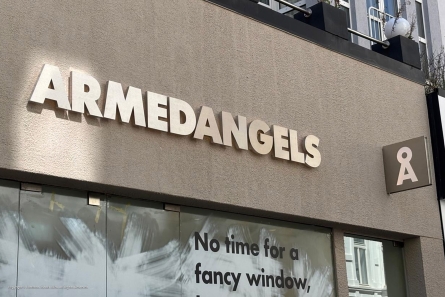 ARMEDANGELS
No time for a
fancy window,